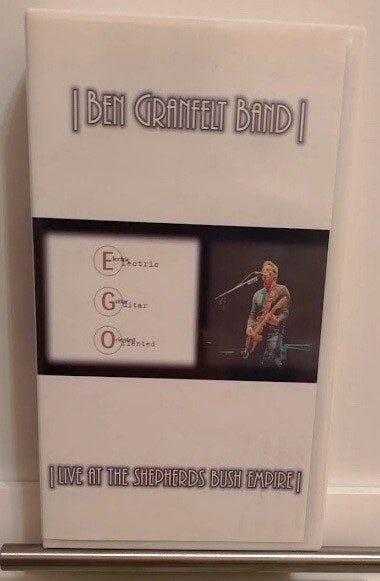 | BEN GRANFELT BAND |
Electric
Guitar
Oriented
| LIVE AT THE SHEPHERDS BUSH EMPIRE |